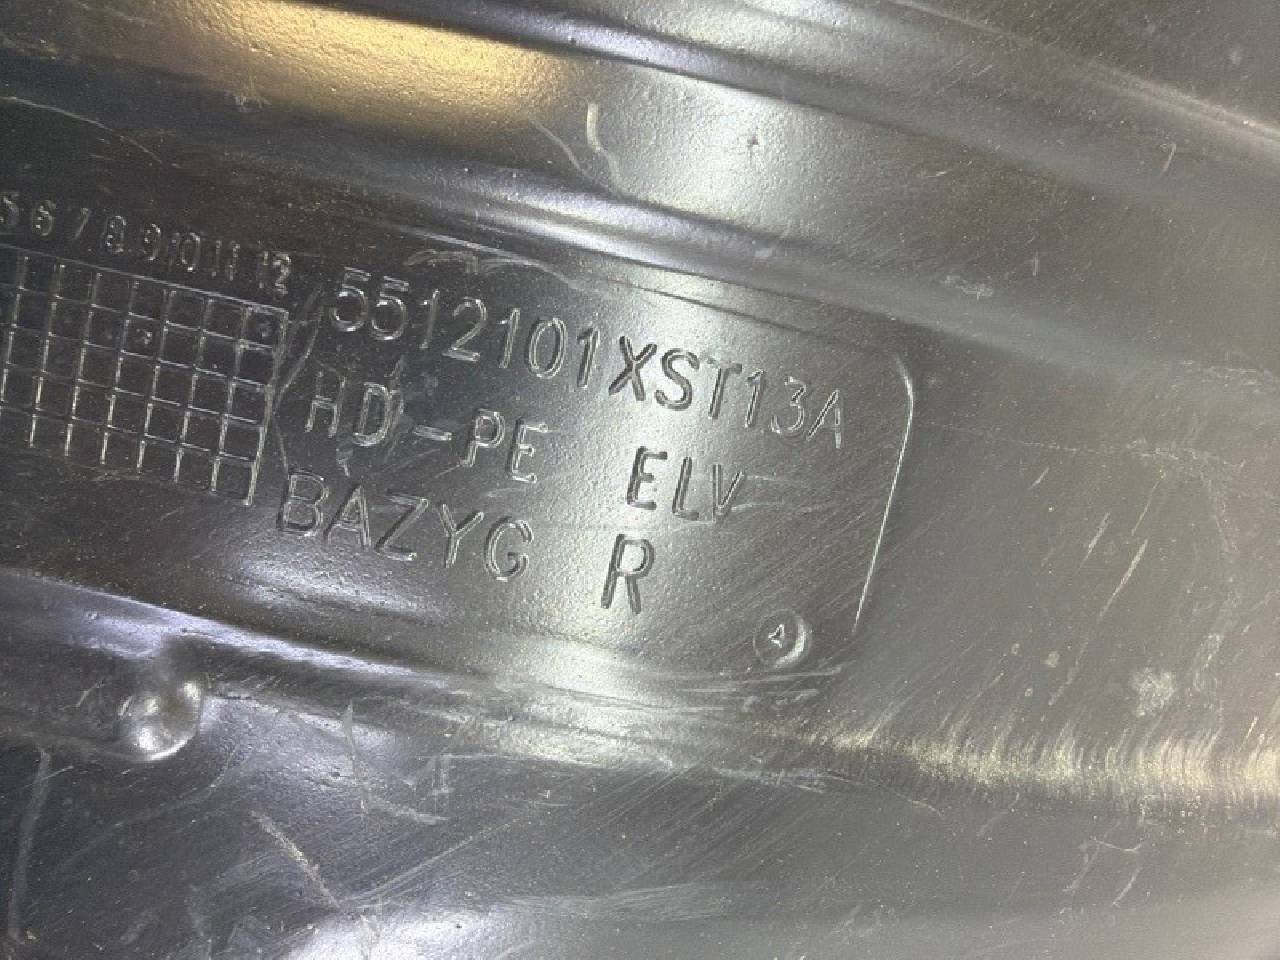 5 6 7 8 9 10 11 12
5512101XST13A
HD-PE ELV
BAZYG R